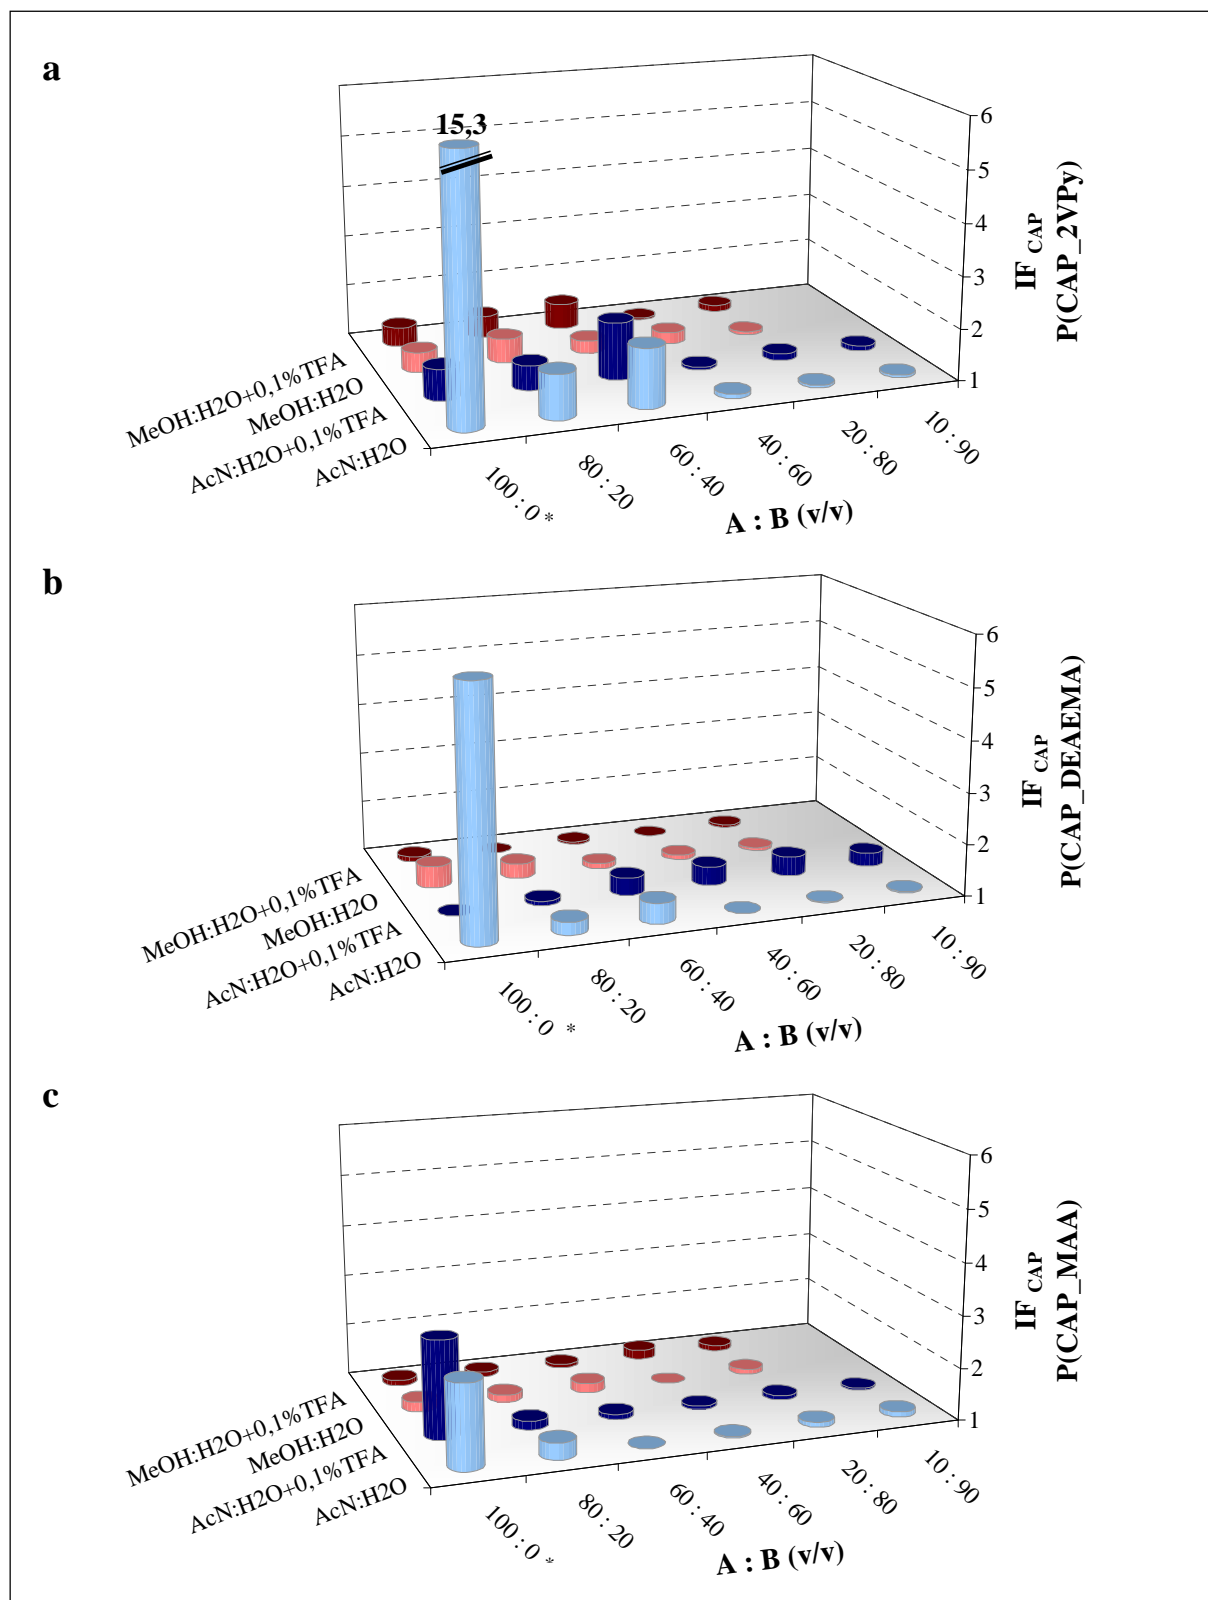 a
15,3
6
5
4
3
2
1
IF CAP
P(CAP_2VPy)
MeOH:H2O+0,1%TFA
MeOH:H2O
AcN:H2O+0,1%TFA
AcN:H2O
100 : 0 *
80 : 20
60 : 40
40 : 60
20 : 80
10 : 90
A : B (v/v)
b
6
5
4
3
2
1
IF CAP
P(CAP_DEAEMA)
MeOH:H2O+0,1%TFA
MeOH:H2O
AcN:H2O+0,1%TFA
AcN:H2O
100 : 0 *
80 : 20
60 : 40
40 : 60
20 : 80
10 : 90
A : B (v/v)
c
6
5
4
3
2
1
IF CAP
P(CAP_MAA)
MeOH:H2O+0,1%TFA
MeOH:H2O
AcN:H2O+0,1%TFA
AcN:H2O
100 : 0 *
80 : 20
60 : 40
40 : 60
20 : 80
10 : 90
A : B (v/v)